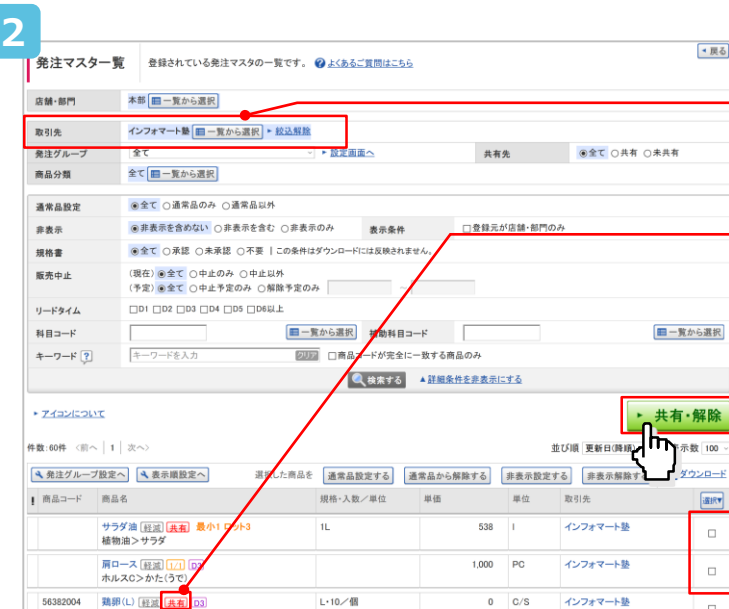 2
発注マスタ一覧 登録されている発注マスタの一覧です。 ?よくあるご質問はこちら 戻る
店舗・部門 本部 一覧から選択
取引先 インフォマート塾 一覧から選択 絞込解除
発注グループ 全て 設定画面へ 共有先 全て 共有 未共有
商品分類 全て 一覧から選択
通常品設定 全て 通常品のみ 通常品以外
非表示 非表示を含めない 非表示を含む 非表示のみ 表示条件 登録元が店舗・部門のみ
規格書 全て 承認 未承認 不要 | この条件はダウンロードには反映されません。
販売中止 (現在) 全て 中止のみ 中止以外
(予定) 全て 中止予定のみ 解除予定のみ ~
リードタイム D1 D2 D3 D4 D5 D6以上
科目コード 一覧から選択 補助科目コード 一覧から選択
キーワード ? キーワードを入力 クリア 商品コードが完全に一致する商品のみ
検索する ▲詳細条件を非表示にする
アイコンについて 共有・解除
件数:60件 〈前へ | 1 | 次へ〉 並び順 更新日(降順) 表示数 100
発注グループ設定へ 表示順設定へ 選択した商品を 通常品設定する 通常品から解除する 非表示設定する 非表示解除する ダウンロード
! 商品コード 商品名 規格・入数/単位 単価 単位 取引先 選択▼
サラダ油 軽減 共有 最小1 ロット3 1L 538 l インフォマート塾
植物油>サラダ
肩ロース 軽減 1/1 D3 1,000 PC インフォマート塾
ホルスC>かた(うで)
56382004 鶏卵(L) 軽減 共有 D3 L・10/個 0 C/S インフォマート塾